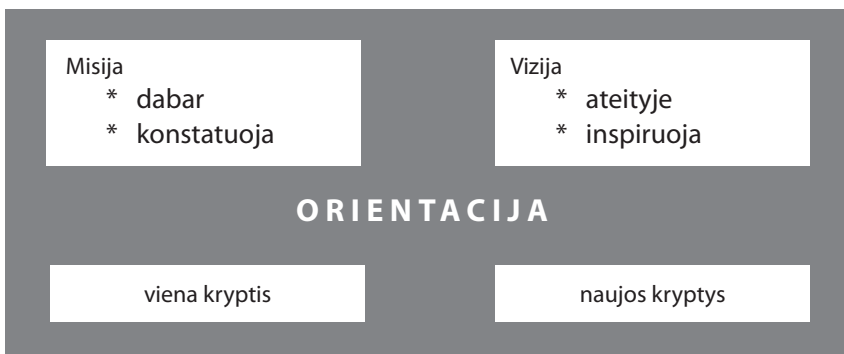 Misija
* dabar
* konstatuoja
Vizija
* ateityje
* inspiruoja
ORIENTACIJA
viena kryptis
naujos kryptys